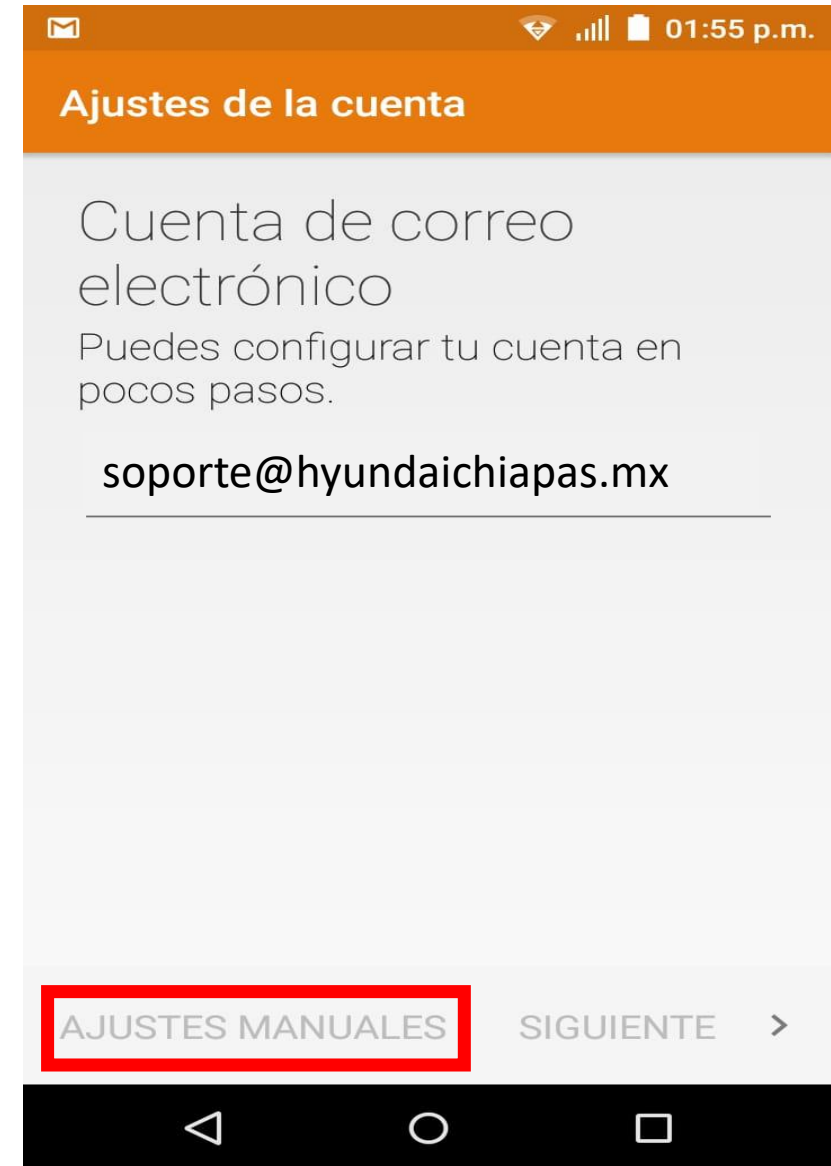 01:55 p.m.
Ajustes de la cuenta
Cuenta de correo
electrónico
Puedes configurar tu cuenta en
pocos pasos.
soporte@hyundaichiapas.mx
AJUSTES MANUALES SIGUIENTE >